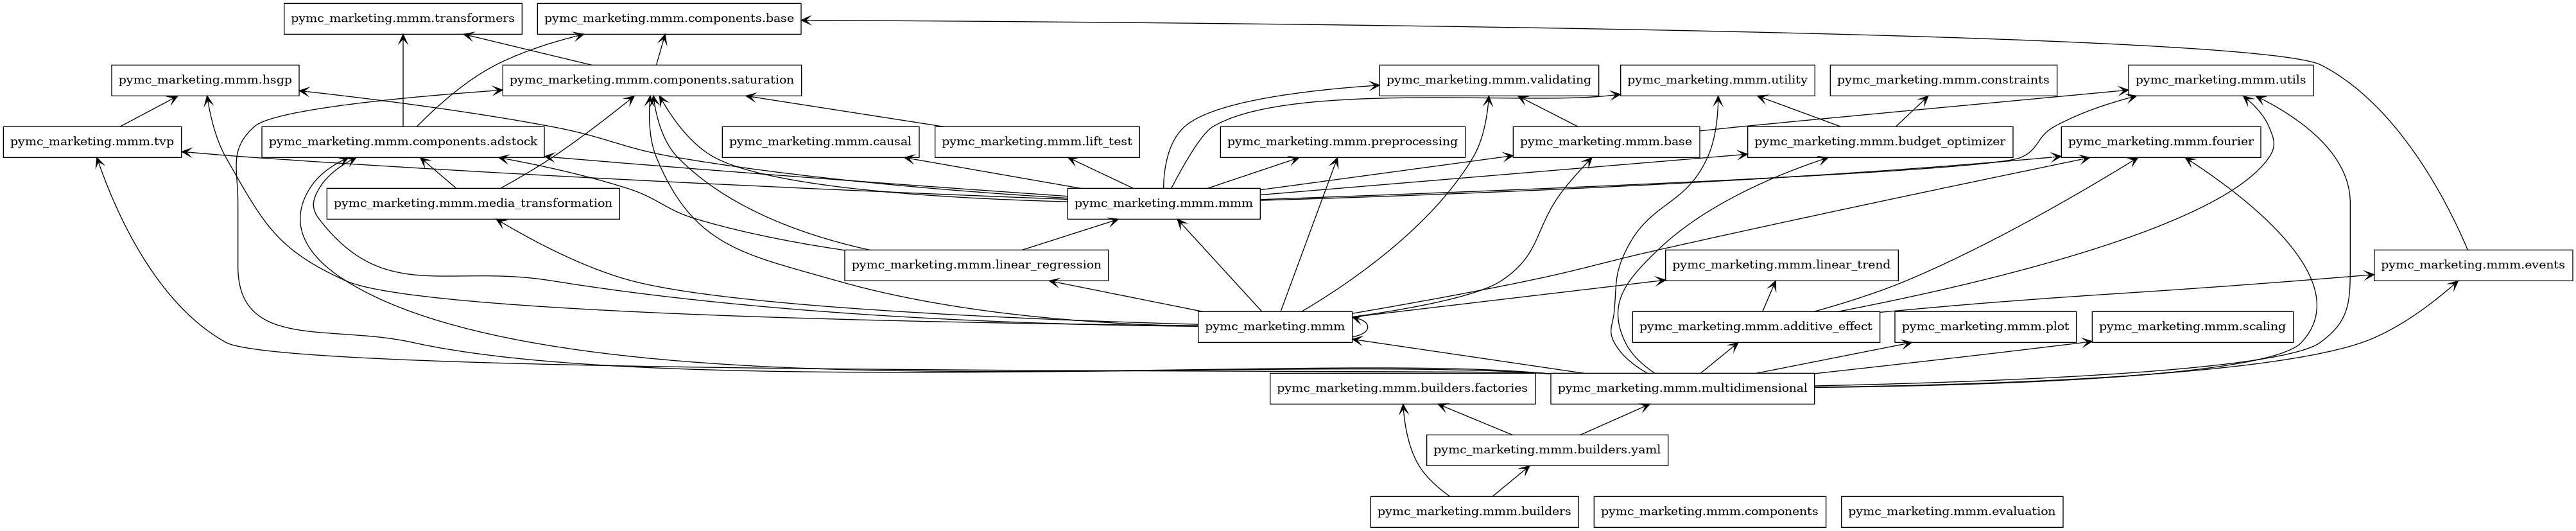 pymc_marketing.mmm.transformers
pymc_marketing.mmm.components.base
pymc_marketing.mmm.hsgp
pymc_marketing.mmm.components.saturation
pymc_marketing.mmm.validating
pymc_marketing.mmm.utility
pymc_marketing.mmm.constraints
pymc_marketing.mmm.utils
pymc_marketing.mmm.tvp
pymc_marketing.mmm.components.adstock
pymc_marketing.mmm.causal
pymc_marketing.mmm.lift_test
pymc_marketing.mmm.preprocessing
pymc_marketing.mmm.base
pymc_marketing.mmm.budget_optimizer
pymc_marketing.mmm.fourier
pymc_marketing.mmm.media_transformation
pymc_marketing.mmm.mmm
pymc_marketing.mmm.linear_regression
pymc_marketing.mmm.linear_trend
pymc_marketing.mmm.events
pymc_marketing.mmm
pymc_marketing.mmm.additive_effect
pymc_marketing.mmm.plot
pymc_marketing.mmm.scaling
pymc_marketing.mmm.builders.factories
pymc_marketing.mmm.multidimensional
pymc_marketing.mmm.builders.yaml
pymc_marketing.mmm.builders
pymc_marketing.mmm.components
pymc_marketing.mmm.evaluation